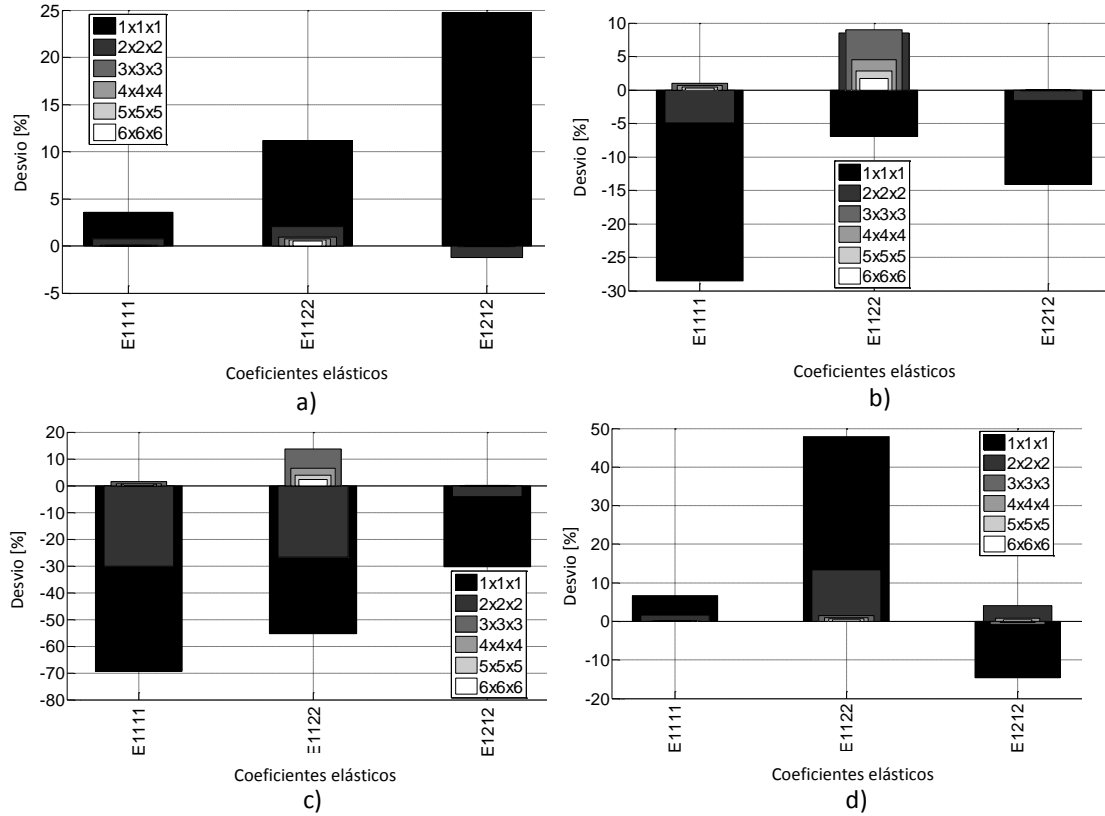 25
20
15
10
5
0
-5
Desvio [%]
1x1x1
2x2x2
3x3x3
4x4x4
5x5x5
6x6x6
E1111
E1122
E1212
Coeficientes elásticos
a)
10
5
0
-5
-10
-15
-20
-25
-30
Desvio [%]
1x1x1
2x2x2
3x3x3
4x4x4
5x5x5
6x6x6
E1111
E1122
E1212
Coeficientes elásticos
b)
20
10
0
-10
-20
-30
-40
-50
-60
-70
-80
Desvio [%]
1x1x1
2x2x2
3x3x3
4x4x4
5x5x5
6x6x6
E1111
E1122
E1212
Coeficientes elásticos
c)
50
40
30
20
10
0
-10
-20
Desvio [%]
1x1x1
2x2x2
3x3x3
4x4x4
5x5x5
6x6x6
E1111
E1122
E1212
Coeficientes elásticos
d)